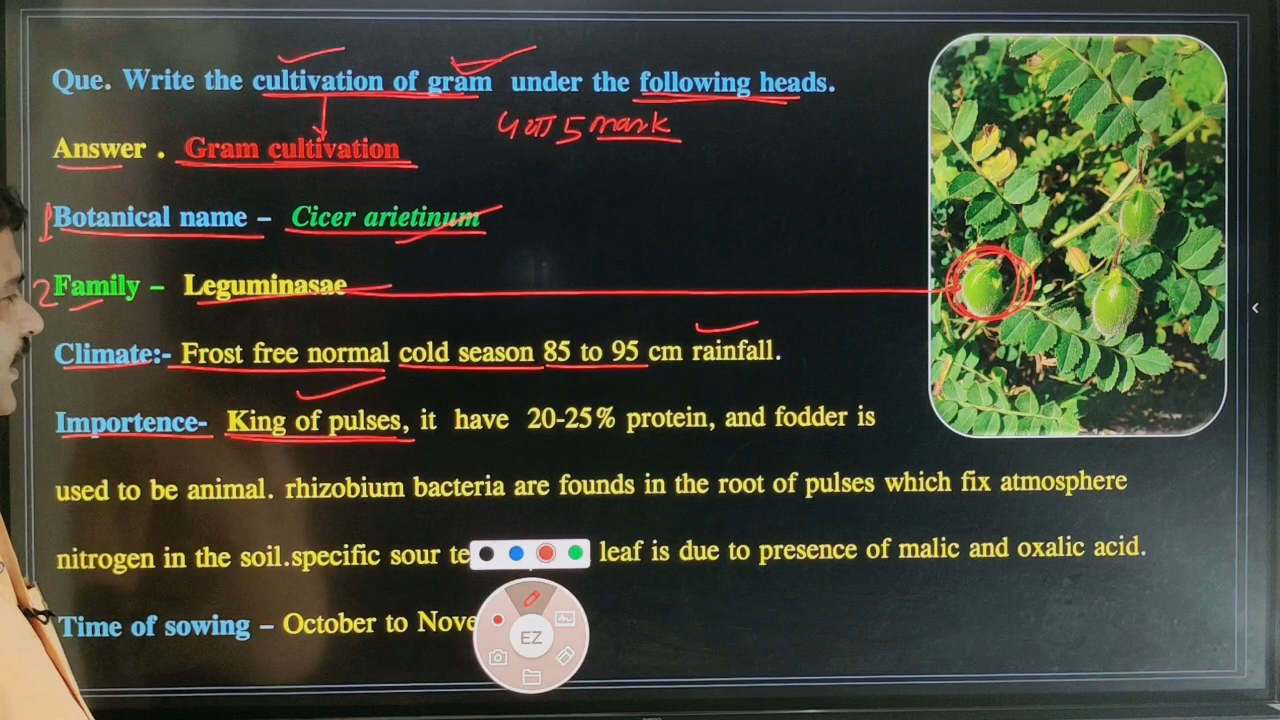 Que. Write the cultivation of gram under the following heads.
4 or 5 mark
Answer . Gram cultivation
1 Botanical name – Cicer arietinum
2 Family – Leguminasae
Climate:- Frost free normal cold season 85 to 95 cm rainfall.
Importence- King of pulses, it have 20-25% protein, and fodder is
used to be animal. rhizobium bacteria are founds in the root of pulses which fix atmosphere
nitrogen in the soil.specific sour te leaf is due to presence of malic and oxalic acid.
Time of sowing – October to Nove
EZ